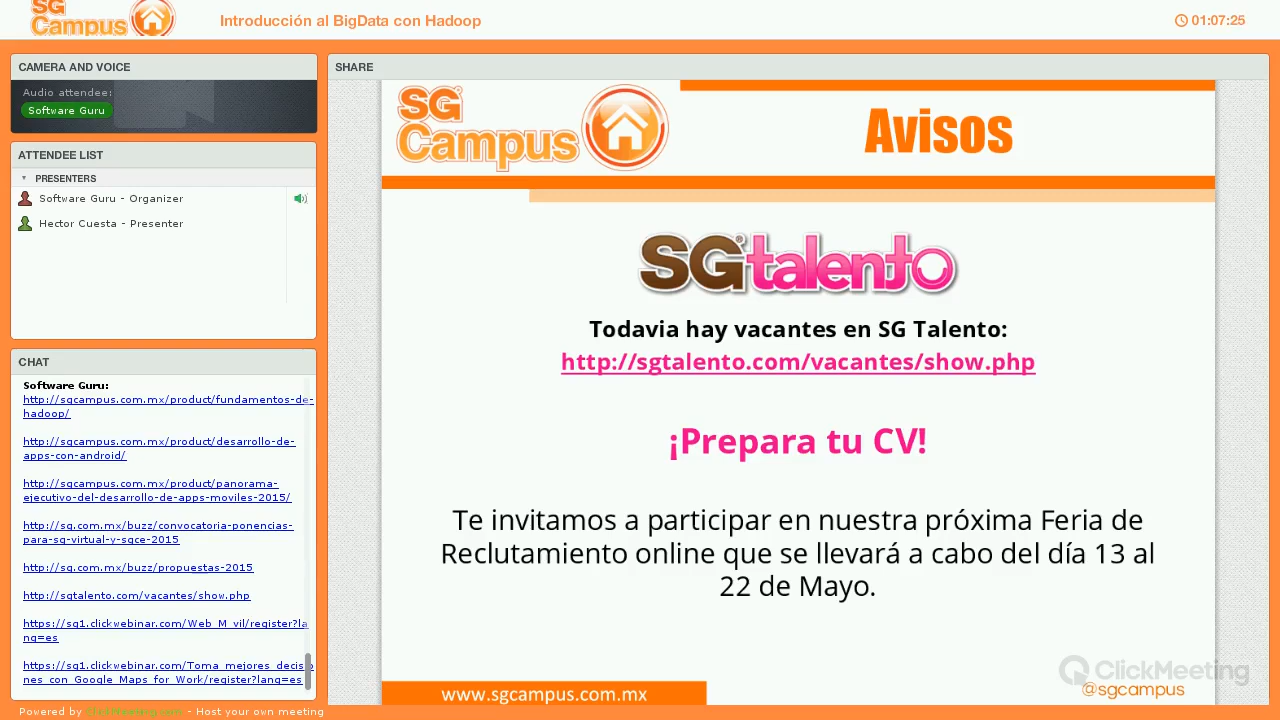 SG
Campus
Introducción al BigData con Hadoop
01:07:25
CAMERA AND VOICE
Audio attendee:
Software Guru
ATTENDEE LIST
PRESENTERS
Software Guru - Organizer
Hector Cuesta - Presenter
CHAT
Software Guru:
http://sgcampus.com.mx/product/fundamentos-de-
hadoop/
http://sgcampus.com.mx/product/desarrollo-de-
apps-con-android/
http://sgcampus.com.mx/product/panorama-
ejecutivo-del-desarrollo-de-apps-moviles-2015/
http://sg.com.mx/buzz/convocatoria-ponencias-
para-sg-virtual-y-sgce-2015
http://sg.com.mx/buzz/propuestas-2015
http://sgtalento.com/vacantes/show.php
https://sg1.clickwebinar.com/Web_M_vil/register?la
ng=es
https://sg1.clickwebinar.com/Toma_mejores_decisio
nes_con_Google_Maps_for_Work/register?lang=es
Powered by ClickMeeting.com - Host your own meeting
SHARE
SG
Campus
Avisos
SG® talento
Todavia hay vacantes en SG Talento:
http://sgtalento.com/vacantes/show.php
¡Prepara tu CV!
Te invitamos a participar en nuestra próxima Feria de
Reclutamiento online que se llevará a cabo del día 13 al
22 de Mayo.
ClickMeeting
www.sgcampus.com.mx
@sgcampus